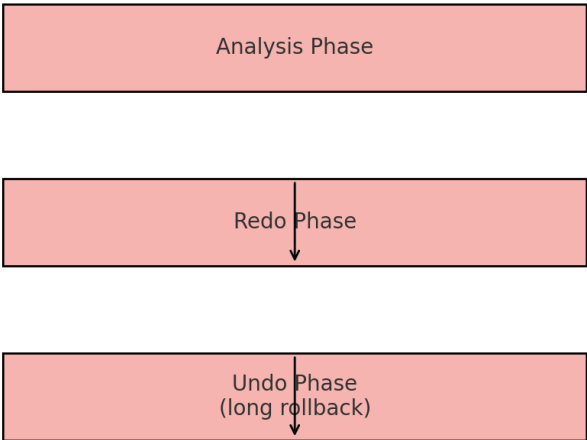 Analysis Phase
Redo Phase
Undo Phase
(long rollback)